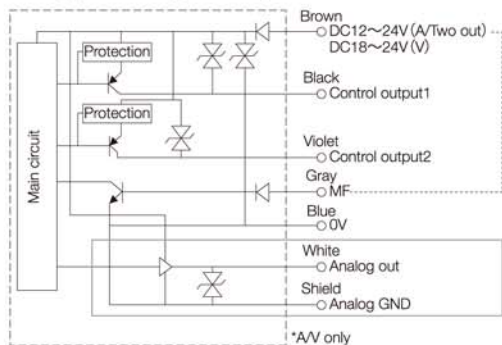 Brown
DC12～24V(A/Two out)
DC18～24V(V)
Protection
Black
Control output1
Protection
Violet
Control output2
Main circuit
Gray
MF
Blue
0V
White
Analog out
Shield
Analog GND
*A/V only